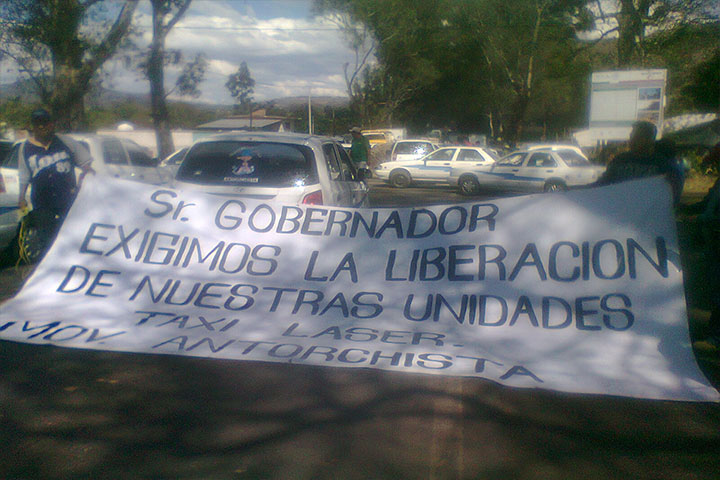 Sr. GOBERNADOR
EXIGIMOS LA LIBERACION
DE NUESTRAS UNIDADES
TAXI LASER.
MOV. ANTORCHISTA